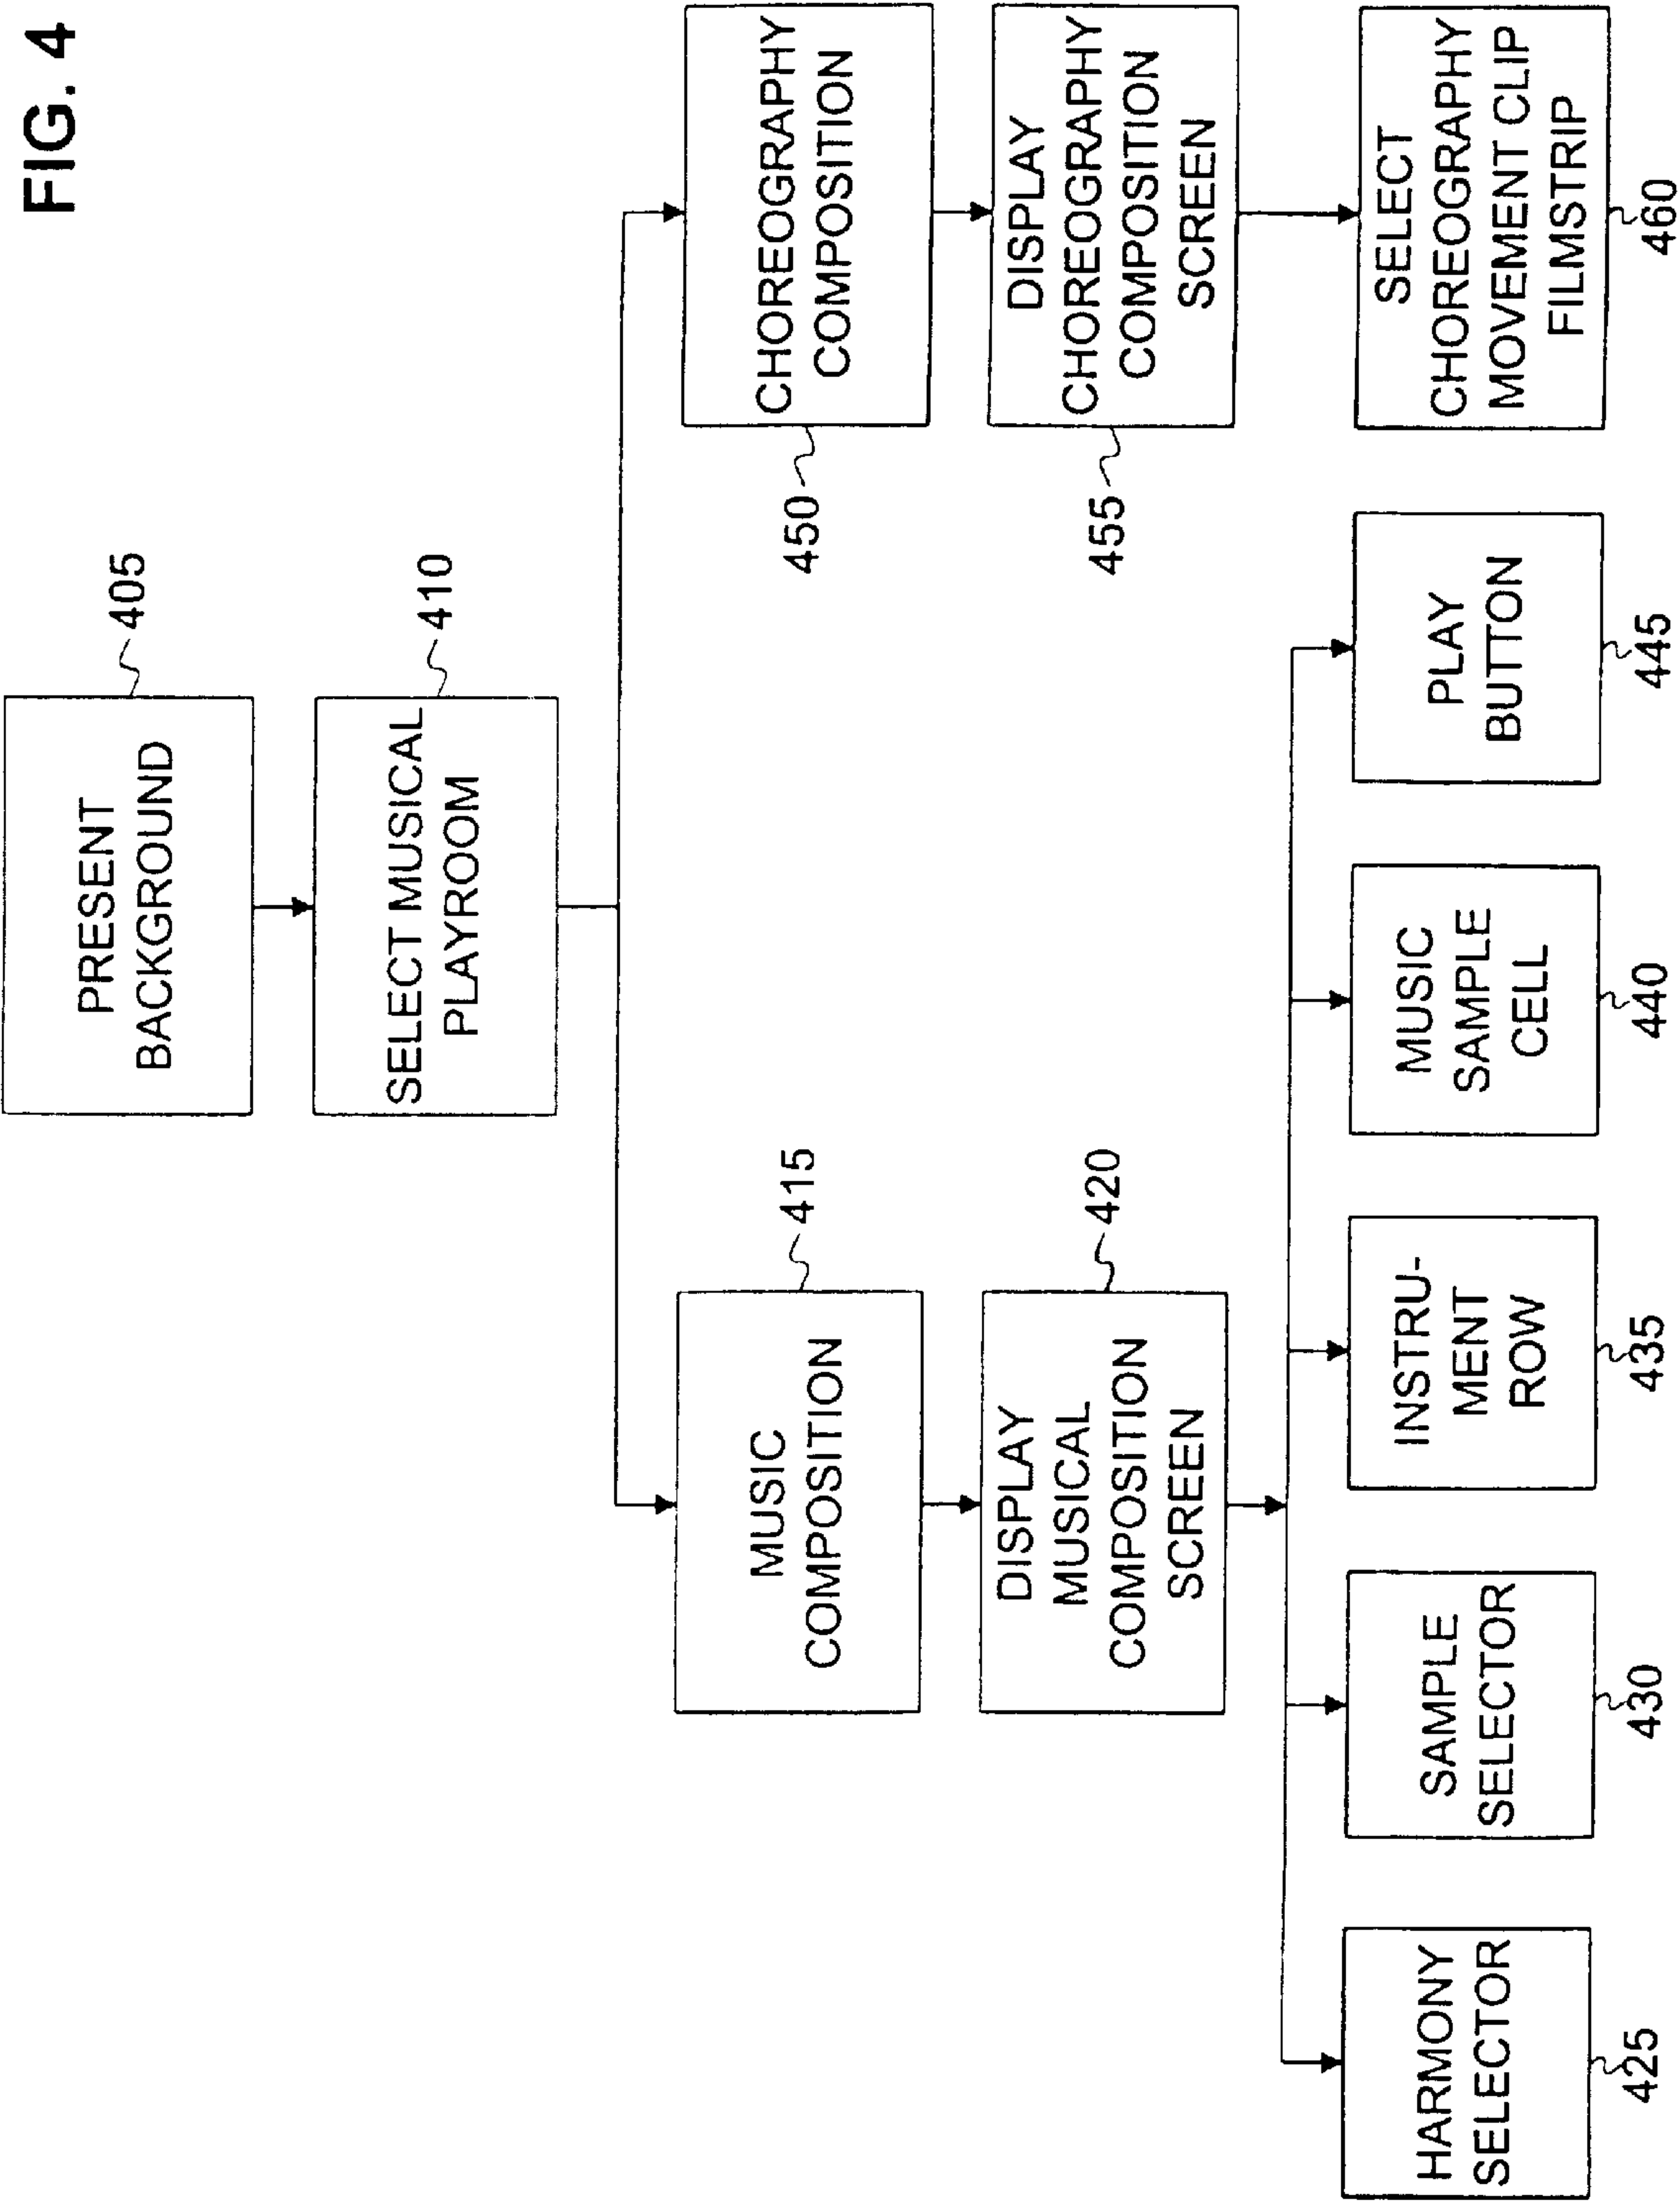 FIG. 4
PRESENT
BACKGROUND
405
SELECT MUSICAL
PLAYROOM
410
MUSIC
COMPOSITION
415
DISPLAY
MUSICAL
COMPOSITION
SCREEN
420
HARMONY
SELECTOR
425
SAMPLE
SELECTOR
430
INSTRU-
MENT
ROW
435
MUSIC
SAMPLE
CELL
440
PLAY
BUTTON
445
CHOREOGRAPHY
COMPOSITION
450
DISPLAY
CHOREOGRAPHY
COMPOSITION
SCREEN
455
SELECT
CHOREOGRAPHY
MOVEMENT CLIP
FILMSTRIP
460